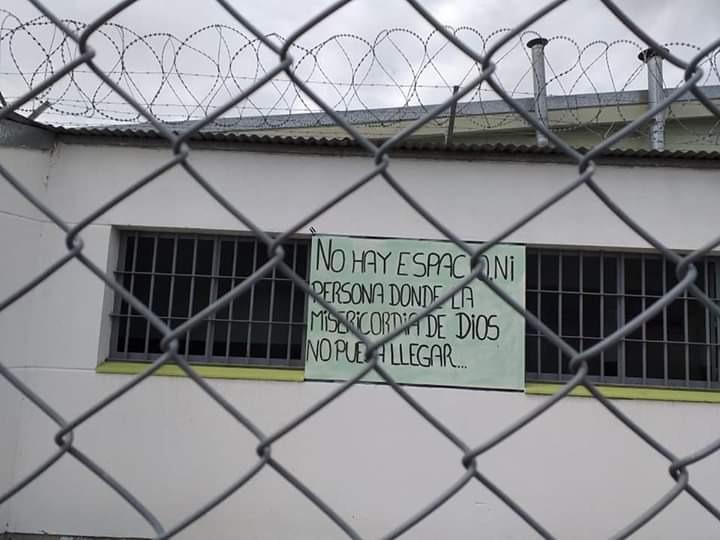 NO HAY ESPACIO, Ni
PERSONA DONDE LA
MiSERICORDiA DE DiOS
NO PUEDA LLEGAR...